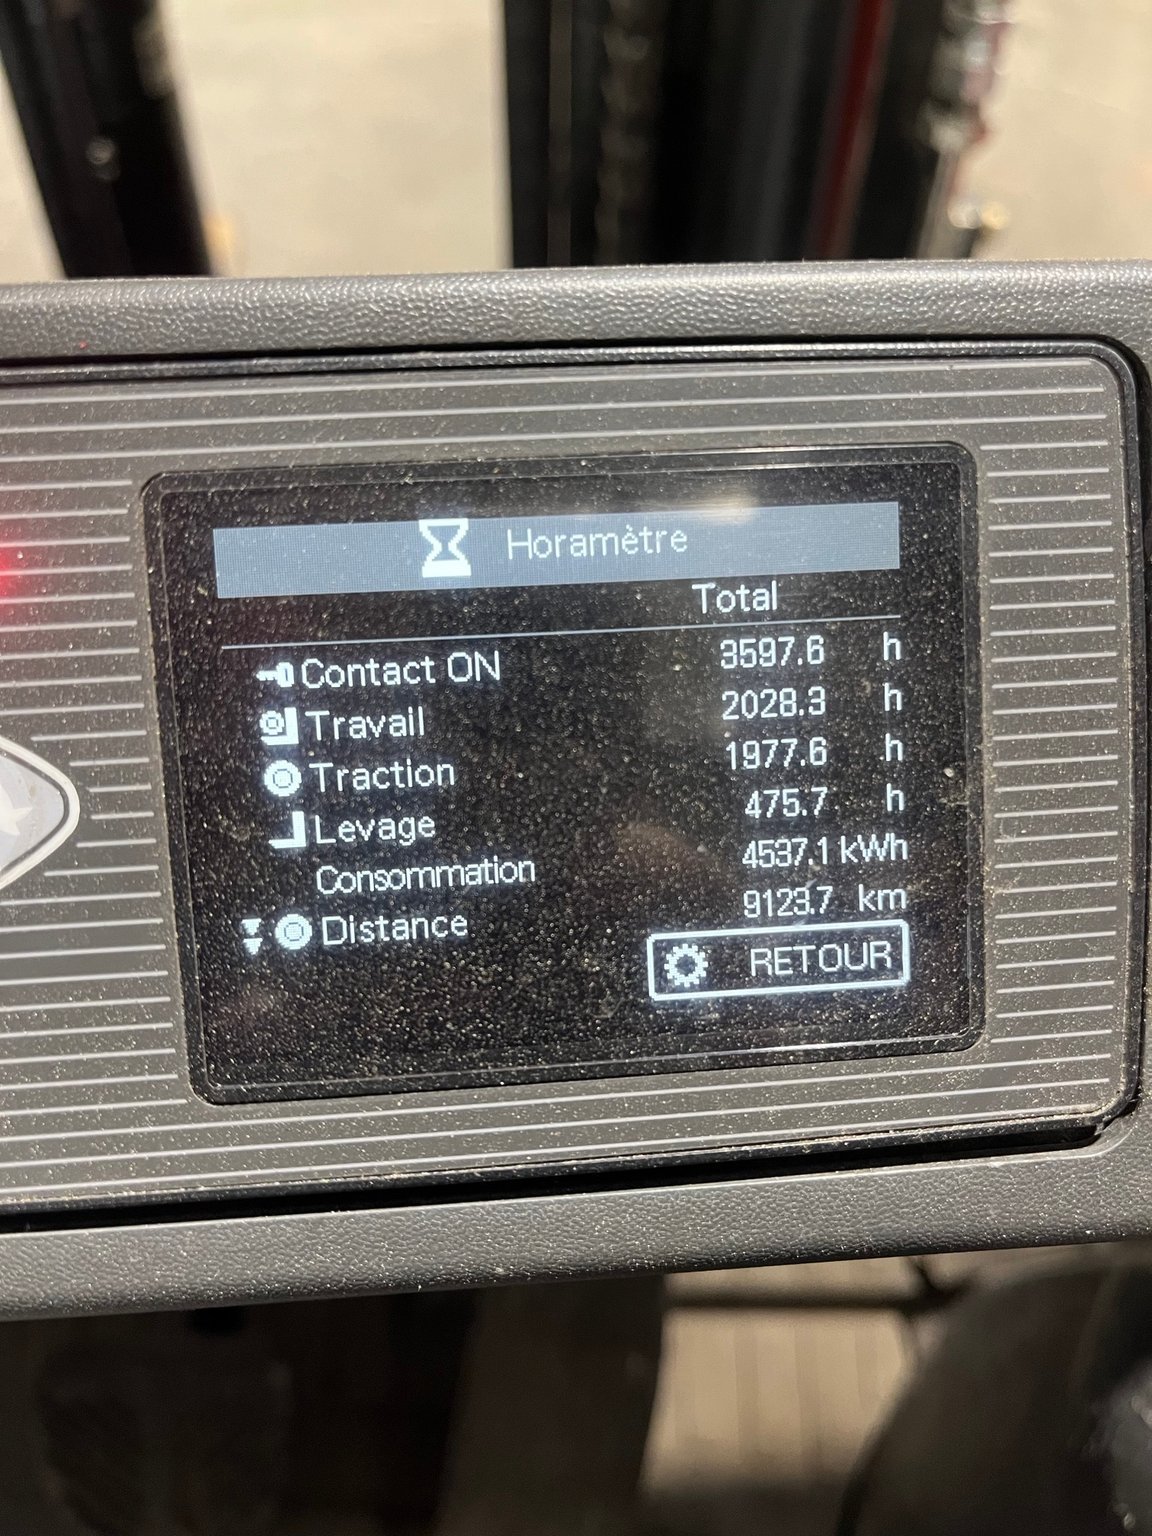 Horamètre
Total
Contact ON 3597.6 h
Travail 2028.3 h
Traction 1977.6 h
Levage 475.7 h
Consommation 4537.1 kWh
Distance 9123.7 km
RETOUR